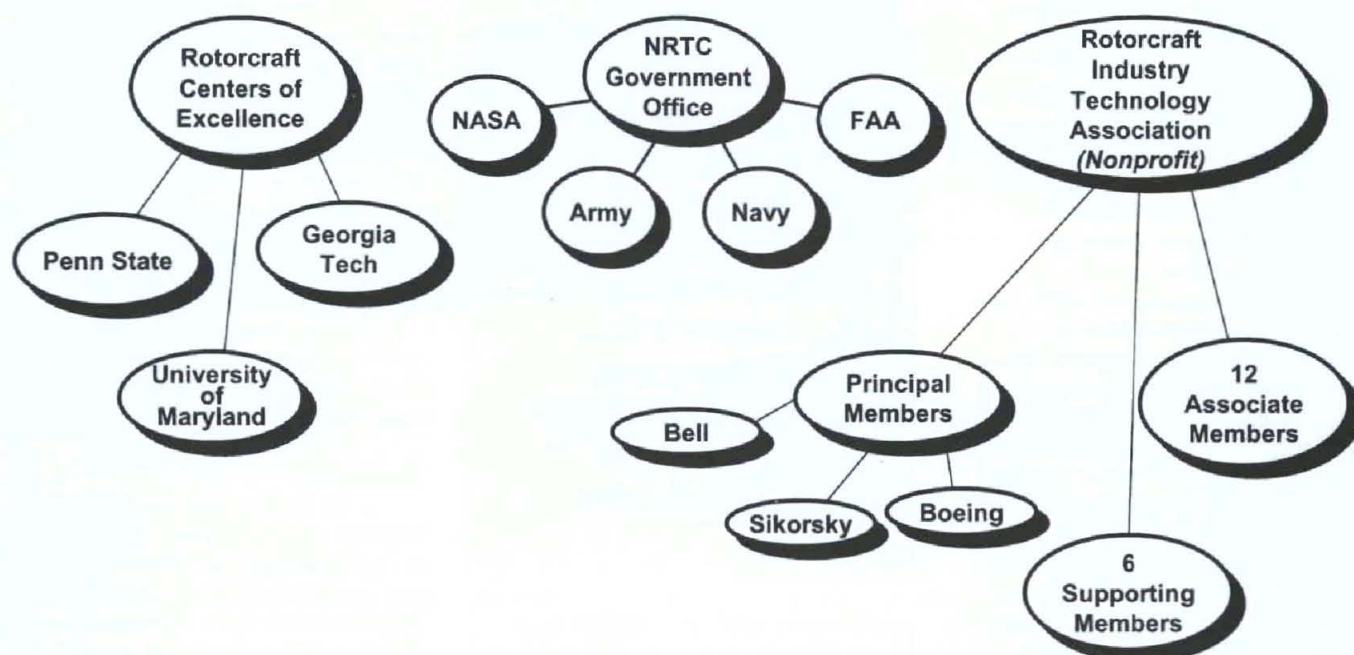 Rotorcraft
Centers of
Excellence
Penn State
Georgia
Tech
University
of
Maryland
NRTC
Government
Office
NASA
FAA
Army
Navy
Rotorcraft
Industry
Technology
Association
(Nonprofit)
Principal
Members
Bell
Sikorsky
Boeing
12
Associate
Members
6
Supporting
Members